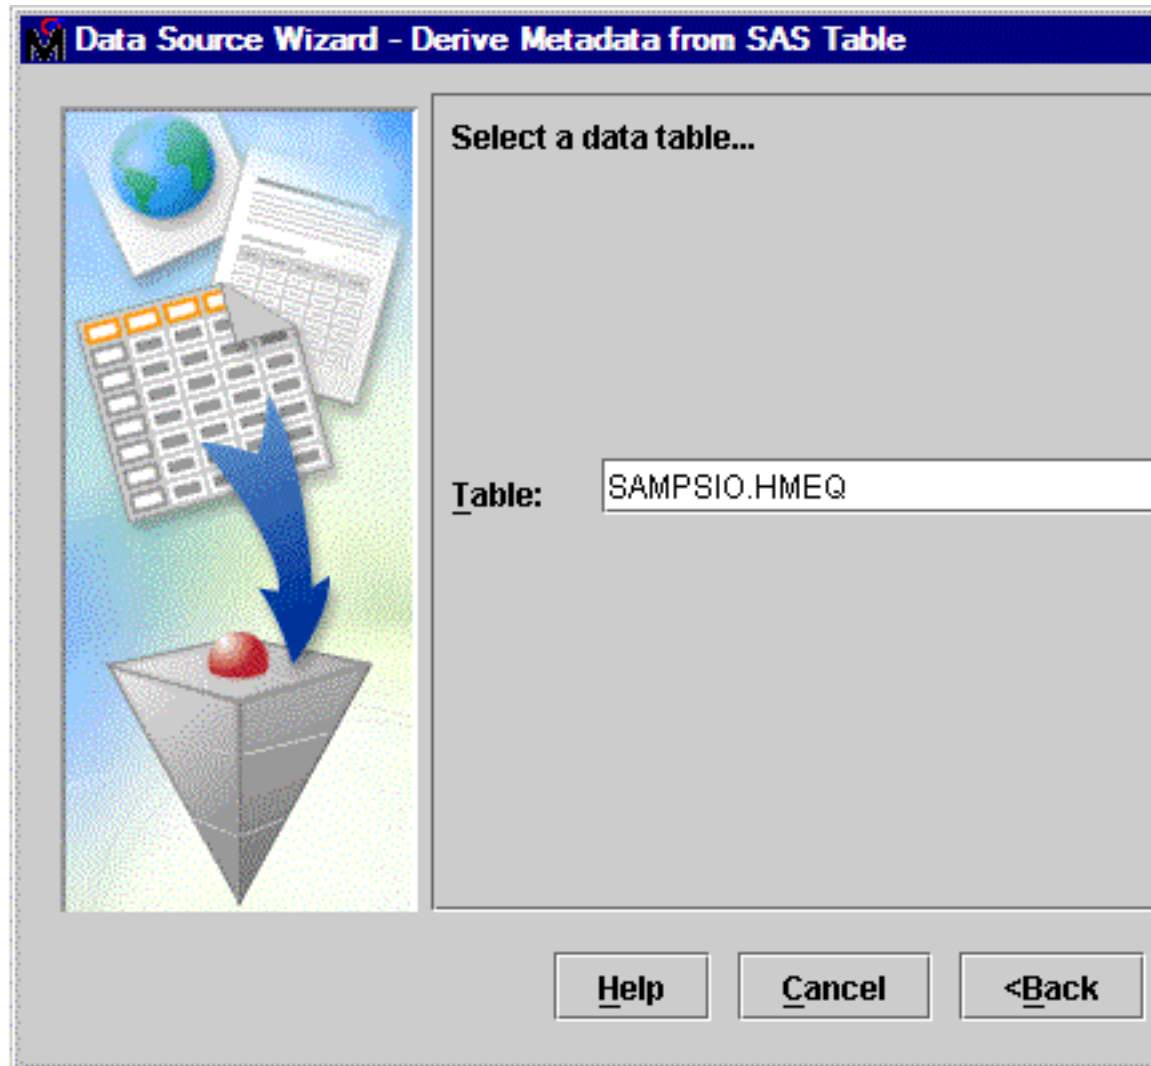 Data Source Wizard - Derive Metadata from SAS Table
Select a data table...
Table:
SAMPSIO.HMEQ
Help
Cancel
<Back